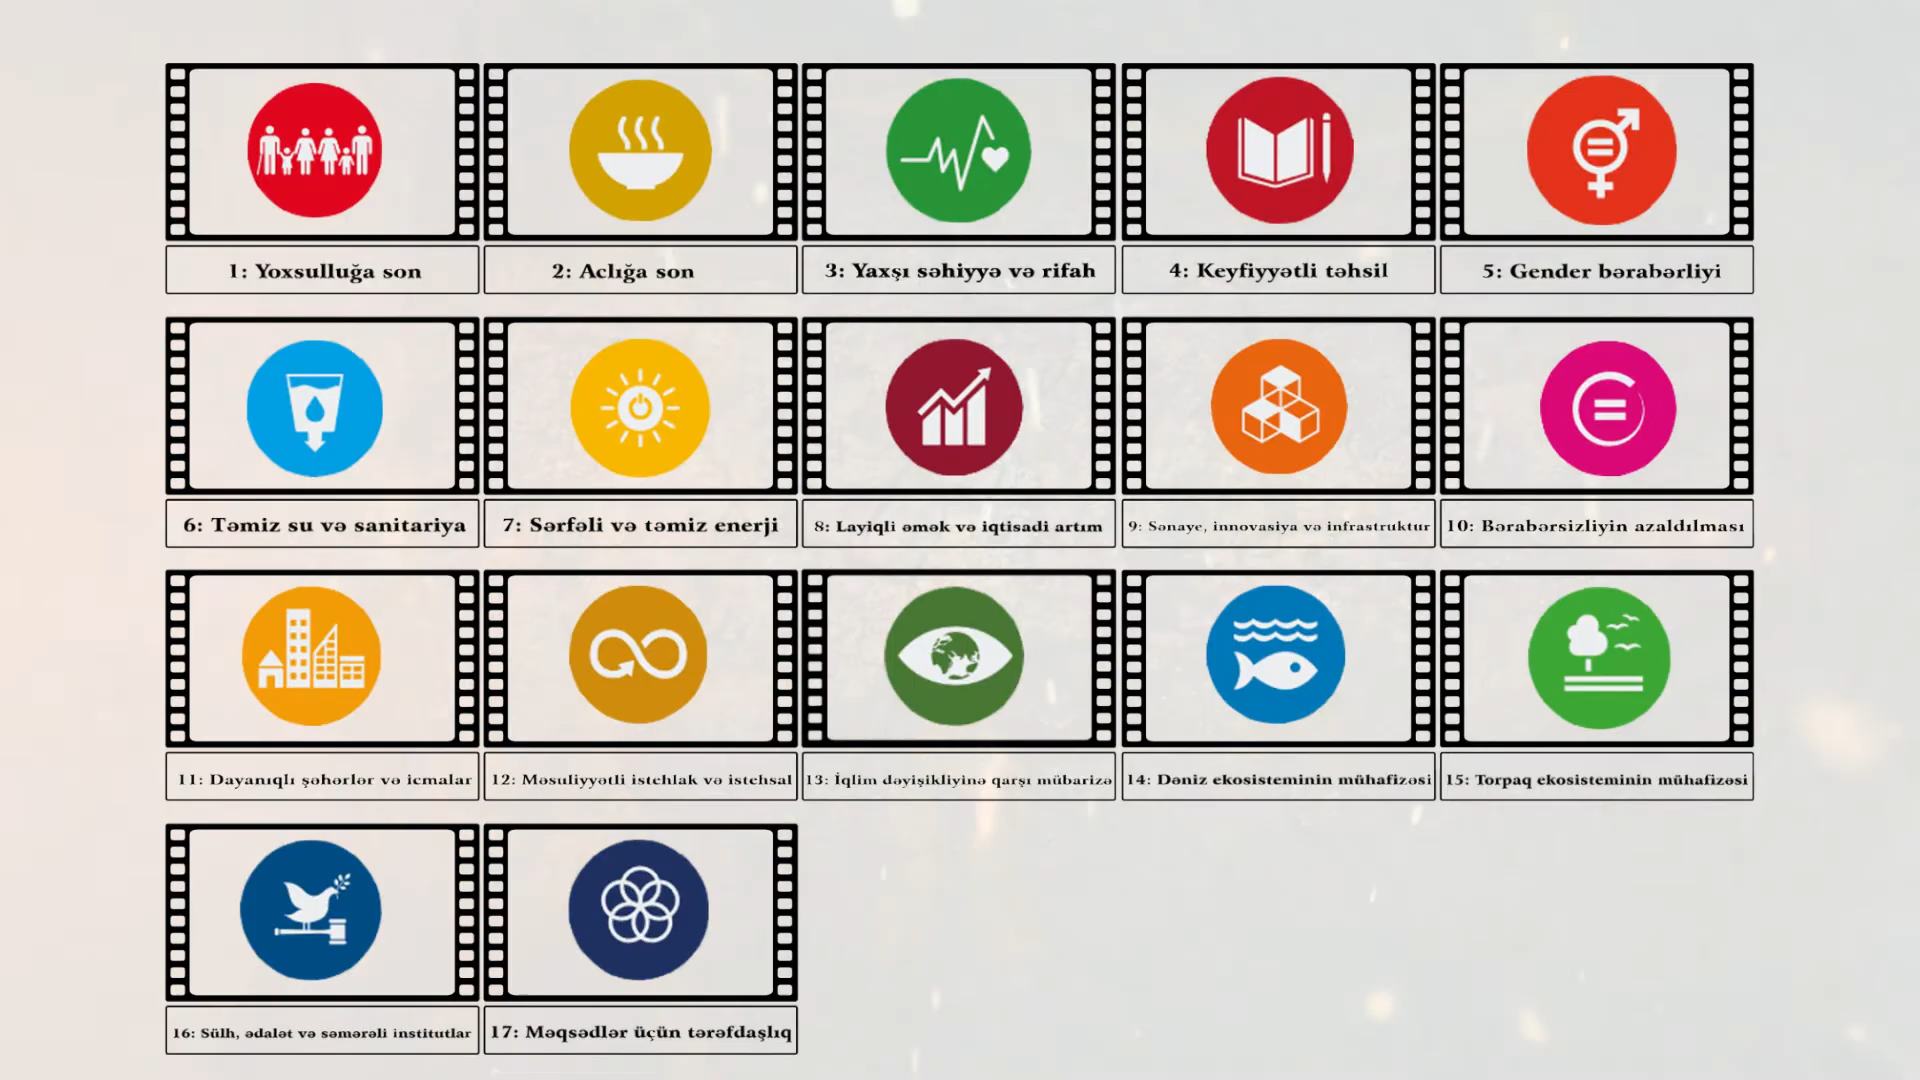 1: Yoxsulluğa son
2: Aclığa son
3: Yaxşı səhiyyə və rifah
4: Keyfiyyətli təhsil
5: Gender bərabərliyi
6: Təmiz su və sanitariya
7: Sərfəli və təmiz enerji
8: Layiqli əmək və iqtisadi artım
9: Sənaye, innovasiya və infrastruktur
10: Bərabərsizliyin azaldılması
11: Dayanıqlı şəhərlər və icmalar
12: Məsuliyyətli istehlak və istehsal
13: İqlim dəyişikliyinə qarşı mübarizə
14: Dəniz ekosisteminin mühafizəsi
15: Torpaq ekosisteminin mühafizəsi
16: Sülh, ədalət və səmərəli institutlar
17: Məqsədlər üçün tərəfdaşlıq